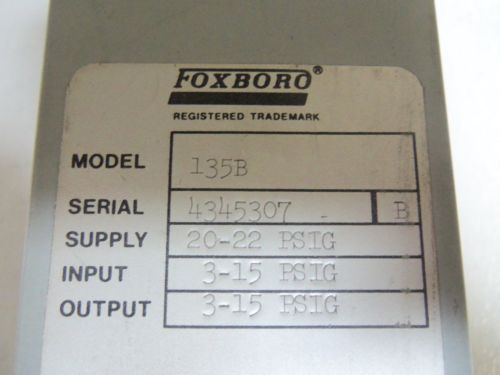 FOXBORO®
REGISTERED TRADEMARK
MODEL 135B
SERIAL 4345307 B
SUPPLY 20-22 PSIG
INPUT 3-15 PSIG
OUTPUT 3-15 PSIG